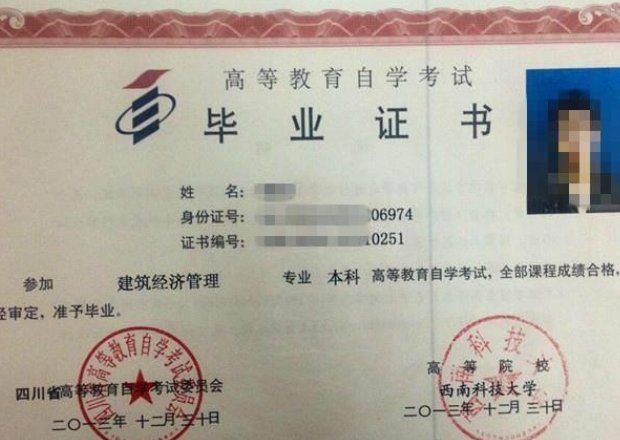 高等教育自学考试
毕业证书
姓 名：
身份证号： 06974
证书编号： 10251
参加 建筑经济管理 专业 本科 高等教育自学考试，全部课程成绩合格，
经审定，准予毕业。
四川省高等教育自学考试委员会
二〇一三年 十二月三十日
高等院校
西南科技大学
二〇一三年 十二月三十日